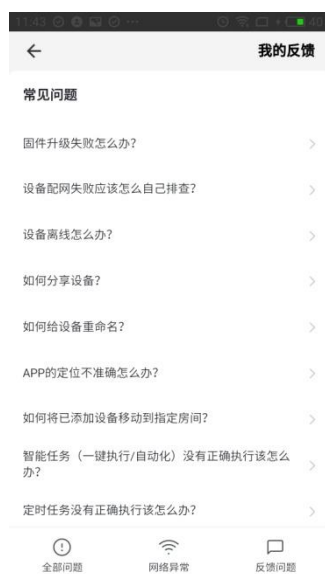 11:43
40
我的反馈
常见问题
固件升级失败怎么办?
设备配网失败应该怎么自己排查?
设备离线怎么办?
如何分享设备?
如何给设备重命名?
APP的定位不准确怎么办?
如何将已添加设备移动到指定房间?
智能任务（一键执行/自动化）没有正确执行该怎么
办?
定时任务没有正确执行该怎么办?
全部问题
网络异常
反馈问题